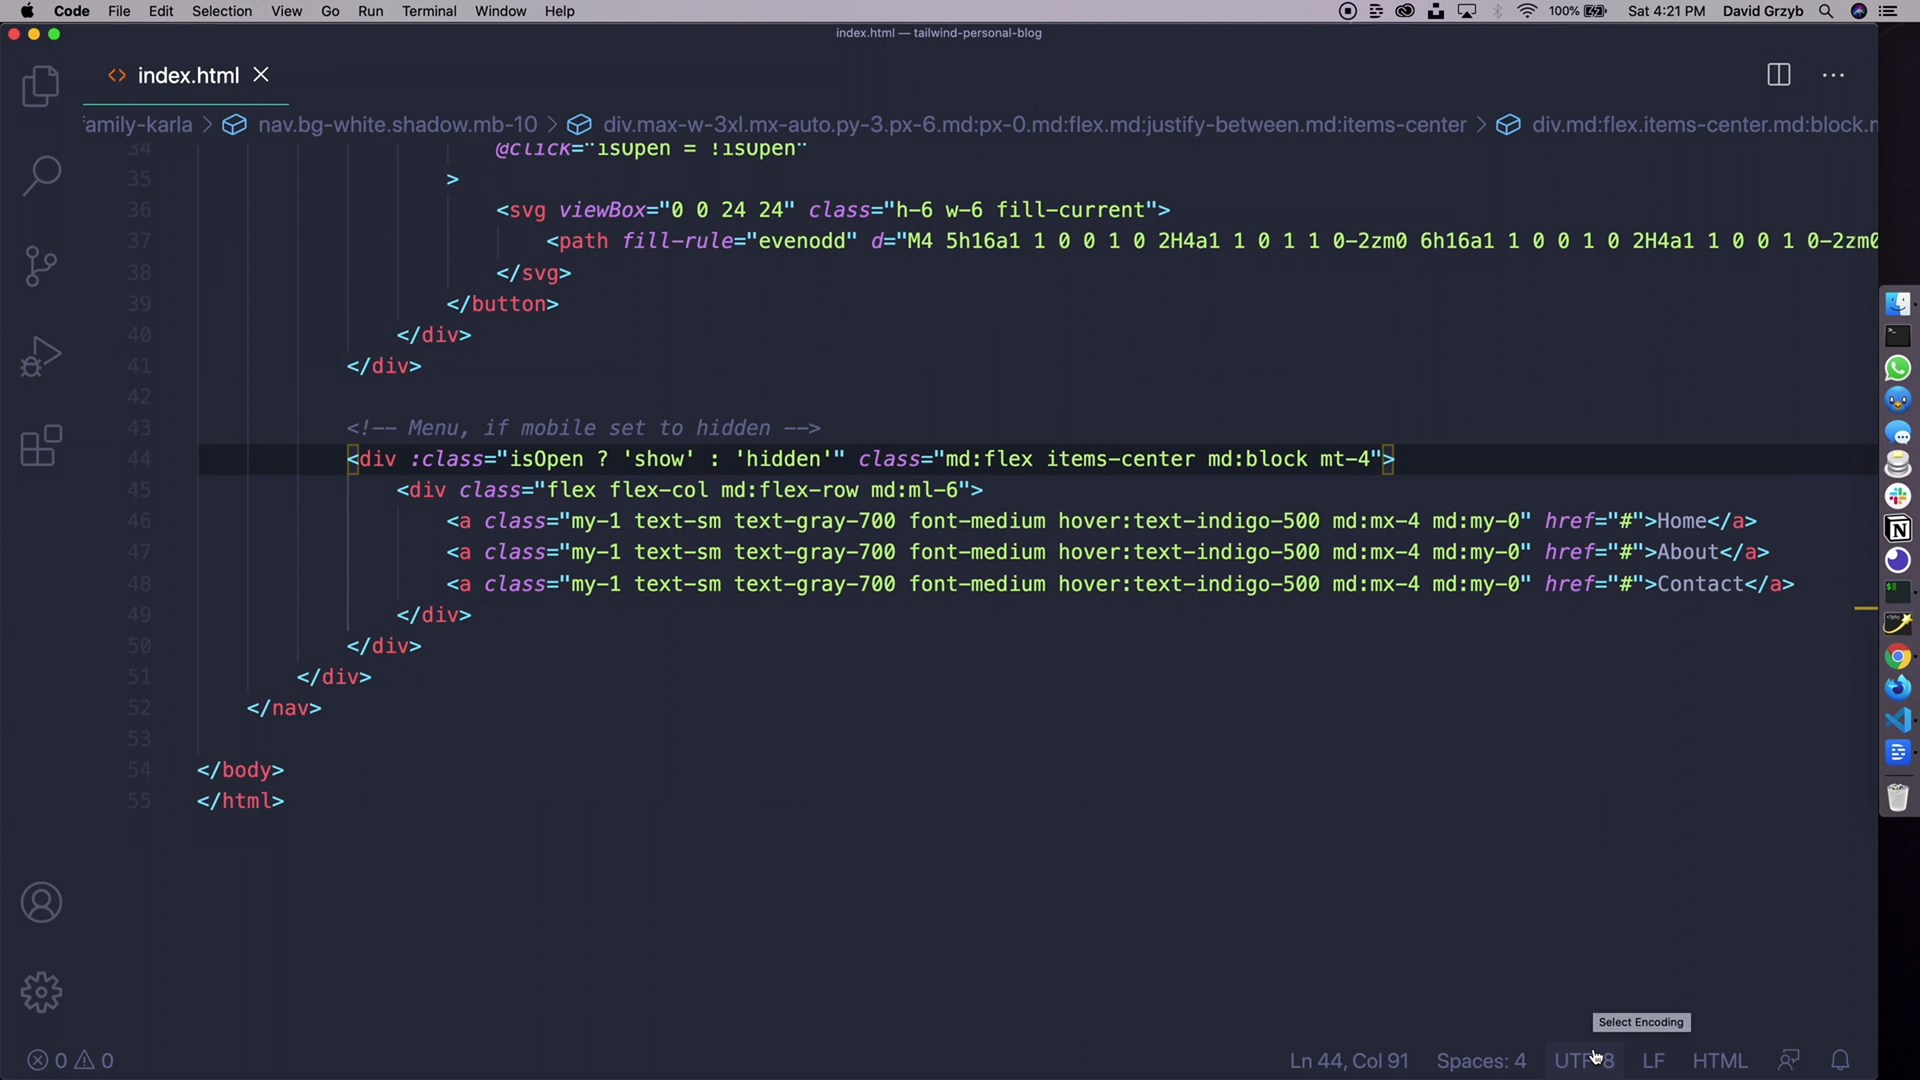 Code File Edit Selection View Go Run Terminal Window Help 100% Sat 4:21 PM David Grzyb
index.html — tailwind-personal-blog
index.html
family-karla > nav.bg-white.shadow.mb-10 > div.max-w-3xl.mx-auto.py-3.px-6.md:px-0.md:flex.md:justify-between.md:items-center > div.md:flex.items-center.md:block.m
34 @click="isOpen = !isOpen"
35 >
36 <svg viewBox="0 0 24 24" class="h-6 w-6 fill-current">
37 <path fill-rule="evenodd" d="M4 5h16a1 1 0 0 1 0 2H4a1 1 0 1 1 0-2zm0 6h16a1 1 0 0 1 0 2H4a1 1 0 0 1 0-2zm0
38 </svg>
39 </button>
40 </div>
41 </div>
42
43 <!-- Menu, if mobile set to hidden -->
44 <div :class="isOpen ? 'show' : 'hidden'" class="md:flex items-center md:block mt-4">
45 <div class="flex flex-col md:flex-row md:ml-6">
46 <a class="my-1 text-sm text-gray-700 font-medium hover:text-indigo-500 md:mx-4 md:my-0" href="#">Home</a>
47 <a class="my-1 text-sm text-gray-700 font-medium hover:text-indigo-500 md:mx-4 md:my-0" href="#">About</a>
48 <a class="my-1 text-sm text-gray-700 font-medium hover:text-indigo-500 md:mx-4 md:my-0" href="#">Contact</a>
49 </div>
50 </div>
51 </div>
52 </nav>
53
54 </body>
55 </html>
Select Encoding
0 0 Ln 44, Col 91 Spaces: 4 UTF-8 LF HTML